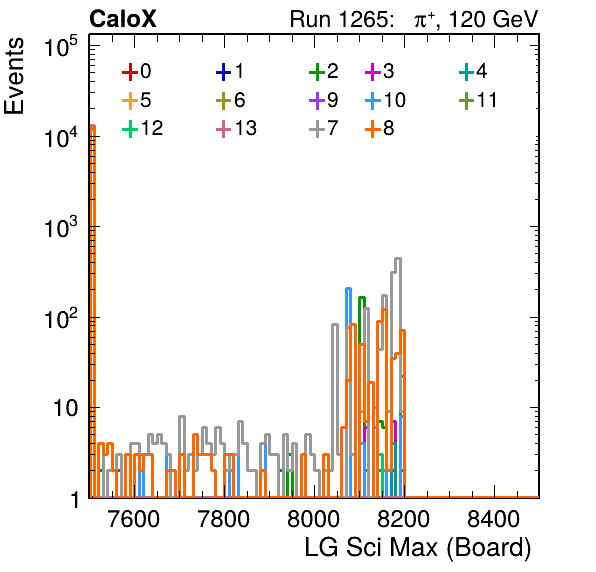 CaloX Run 1265: π⁺, 120 GeV
Events
10⁵
10⁴
10³
10²
10
1
0 1 2 3 4
5 6 9 10 11
12 13 7 8
7600 7800 8000 8200 8400
LG Sci Max (Board)